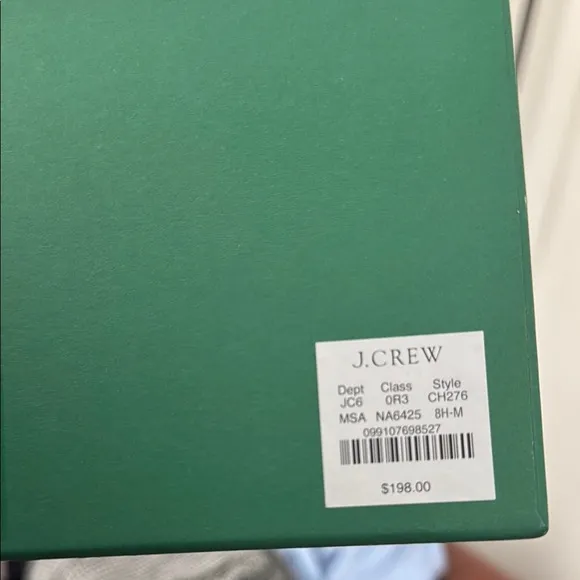 J.CREW
Dept Class Style
JC6 0R3 CH276
MSA NA6425 8H-M
099107698527
$198.00